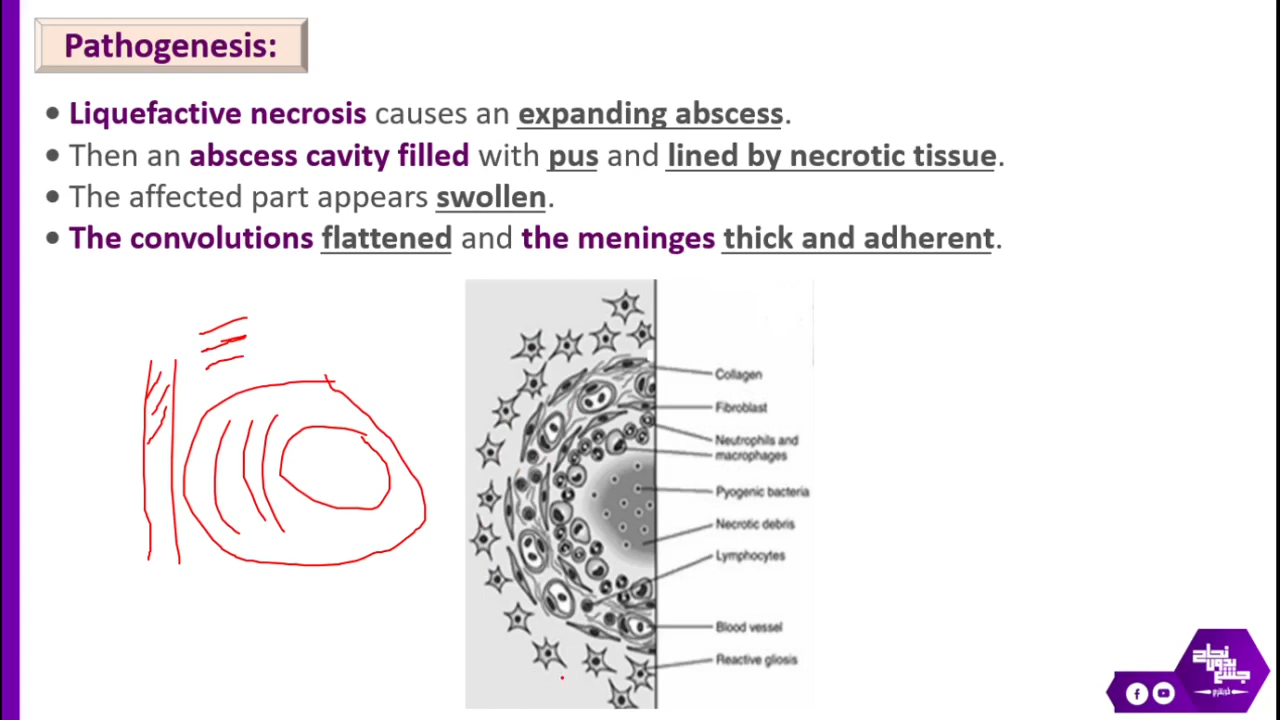 Pathogenesis:
• Liquefactive necrosis causes an expanding abscess.
• Then an abscess cavity filled with pus and lined by necrotic tissue.
• The affected part appears swollen.
• The convolutions flattened and the meninges thick and adherent.
Collagen
Fibroblast
Neutrophils and
macrophages
Pyogenic bacteria
Necrotic debris
Lymphocytes
Blood vessel
Reactive gliosis